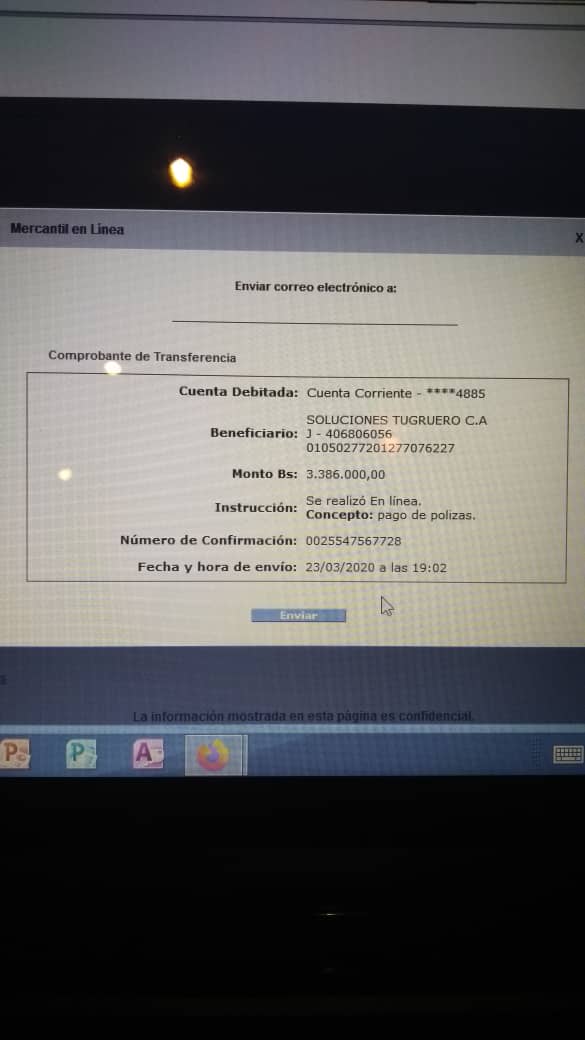 Mercantil en Línea
X
Enviar correo electrónico a:
Comprobante de Transferencia
Cuenta Debitada: Cuenta Corriente - ****4885
Beneficiario: SOLUCIONES TUGRUERO C.A
J - 406806056
01050277201277076227
Monto Bs: 3.386.000,00
Instrucción: Se realizó En línea.
Concepto: pago de polizas.
Número de Confirmación: 0025547567728
Fecha y hora de envío: 23/03/2020 a las 19:02
Enviar
La información mostrada en esta página es confidencial.
P P A